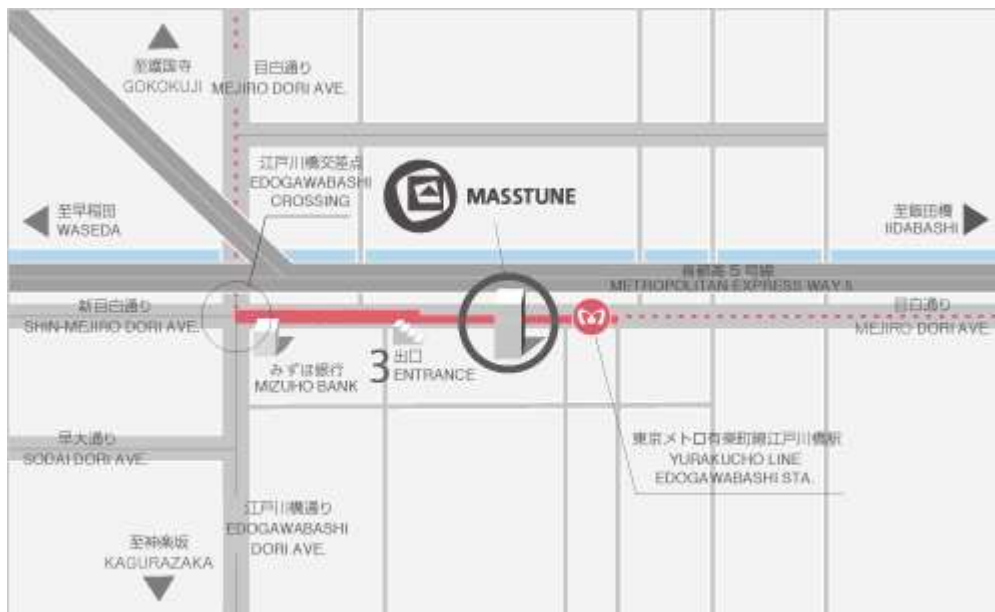 至護国寺
GOKOKUJI
目白通り
MEJIRO DORI AVE.
江戸川橋交差点
EDOGAWABASHI
CROSSING
MASSTUNE
至早稲田
WASEDA
至飯田橋
IIDABASHI
首都高5号線
METROPOLITAN EXPRESS WAY 5
新目白通り
SHIN-MEJIRO DORI AVE.
目白通り
MEJIRO DORI AVE.
みずほ銀行
MIZUHO BANK
3
出口
ENTRANCE
早大通り
SODAI DORI AVE.
東京メトロ有楽町線江戸川橋駅
YURAKUCHO LINE
EDOGAWABASHI STA.
江戸川橋通り
EDOGAWABASHI
DORI AVE.
至神楽坂
KAGURAZAKA